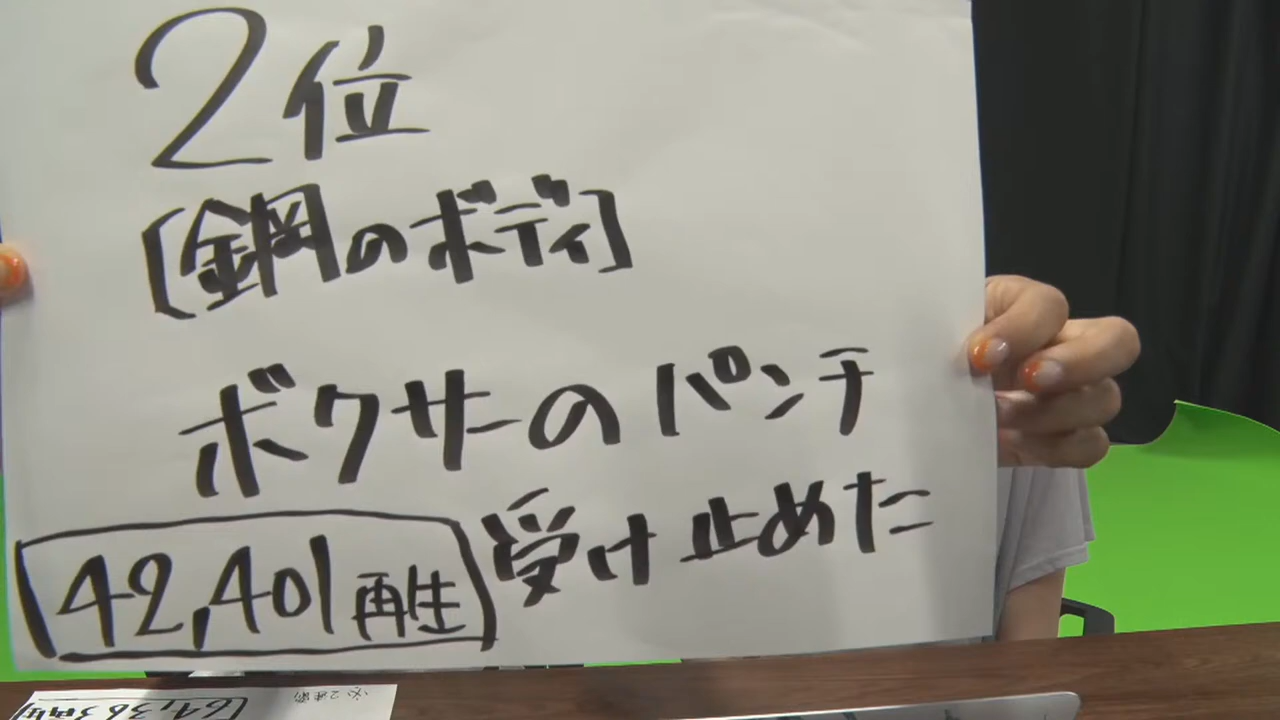 2位
[鋼のボディ]
ボクサーのパンチ
受け止めた
42,401再生